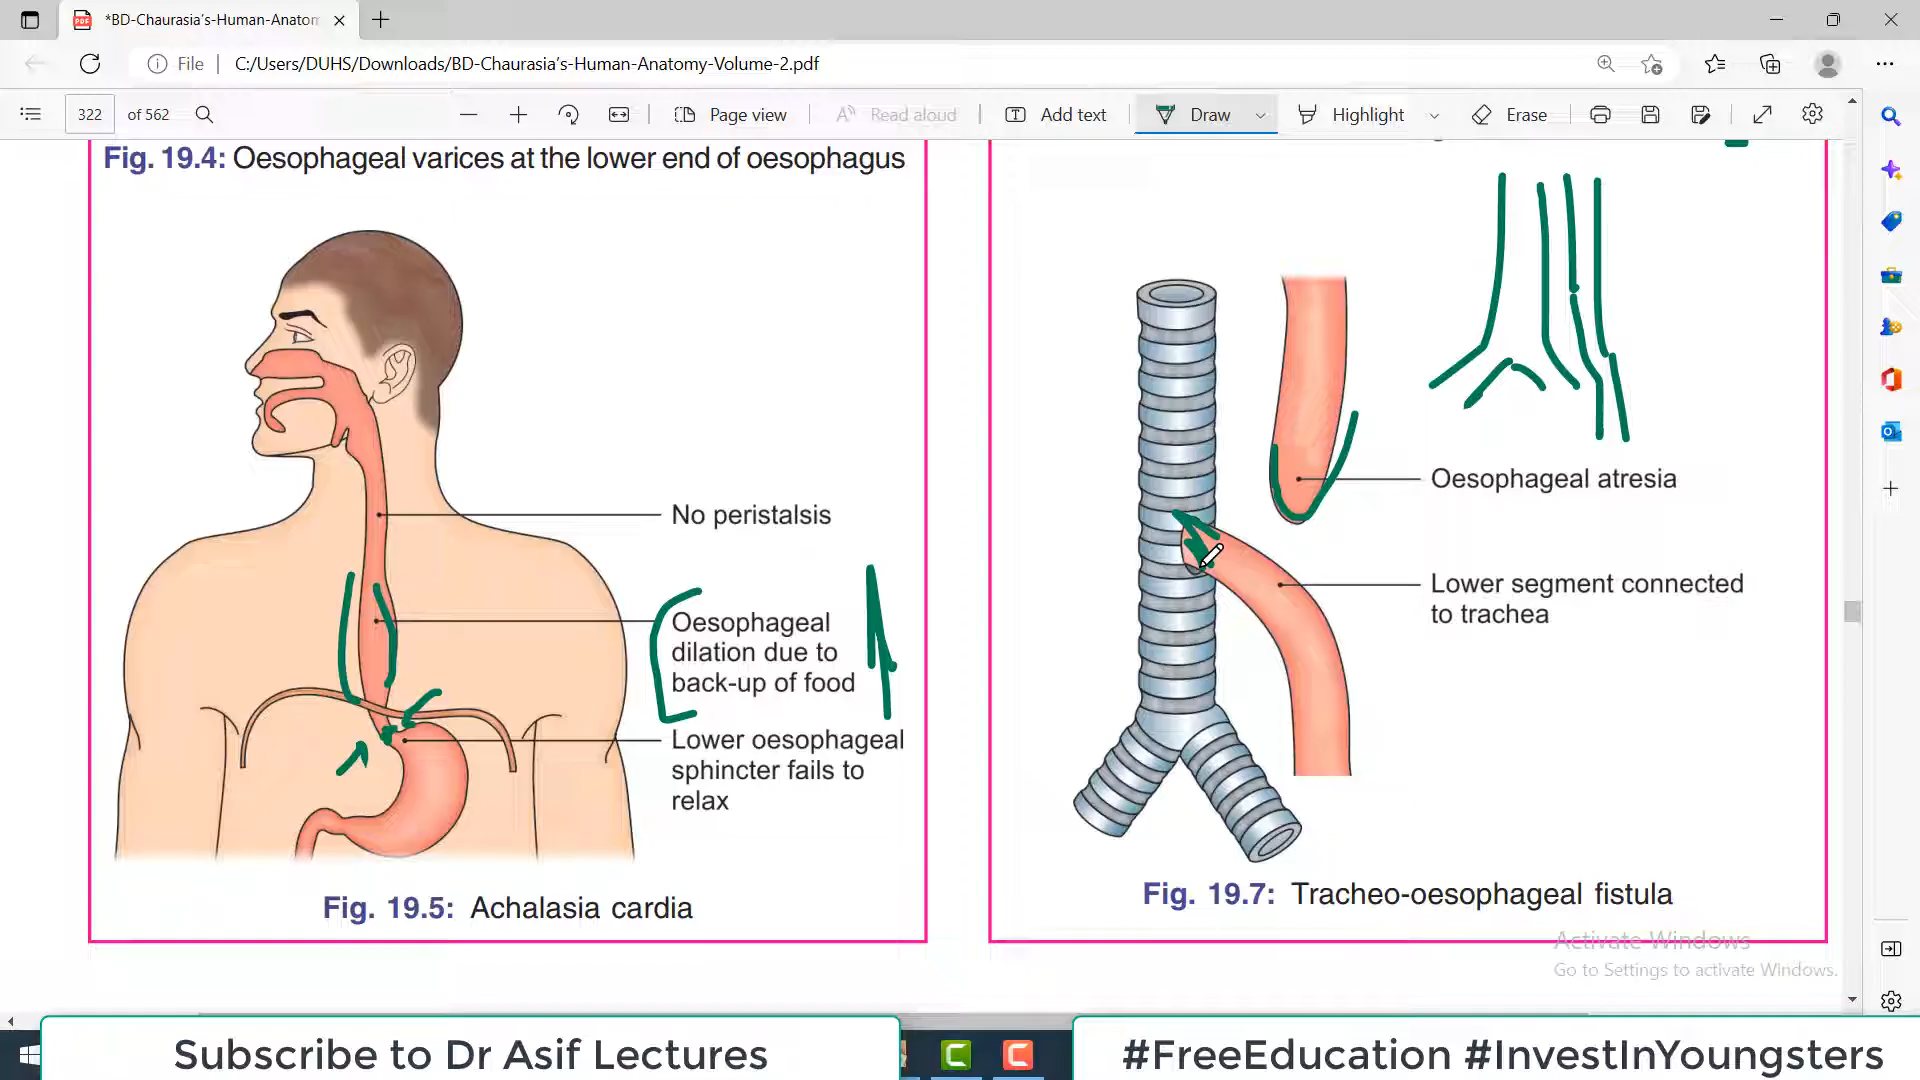 *BD-Chaurasia's-Human-Anatom
File
C:/Users/DUHS/Downloads/BD-Chaurasia's-Human-Anatomy-Volume-2.pdf
322 of 562
Page view
Read aloud
Add text
Draw
Highlight
Erase
Fig. 19.4: Oesophageal varices at the lower end of oesophagus
No peristalsis
Oesophageal
dilation due to
back-up of food
Lower oesophageal
sphincter fails to
relax
Fig. 19.5: Achalasia cardia
Oesophageal atresia
Lower segment connected
to trachea
Fig. 19.7: Tracheo-oesophageal fistula
Activate Windows
Go to Settings to activate Windows.
Subscribe to Dr Asif Lectures
#FreeEducation #InvestInYoungsters